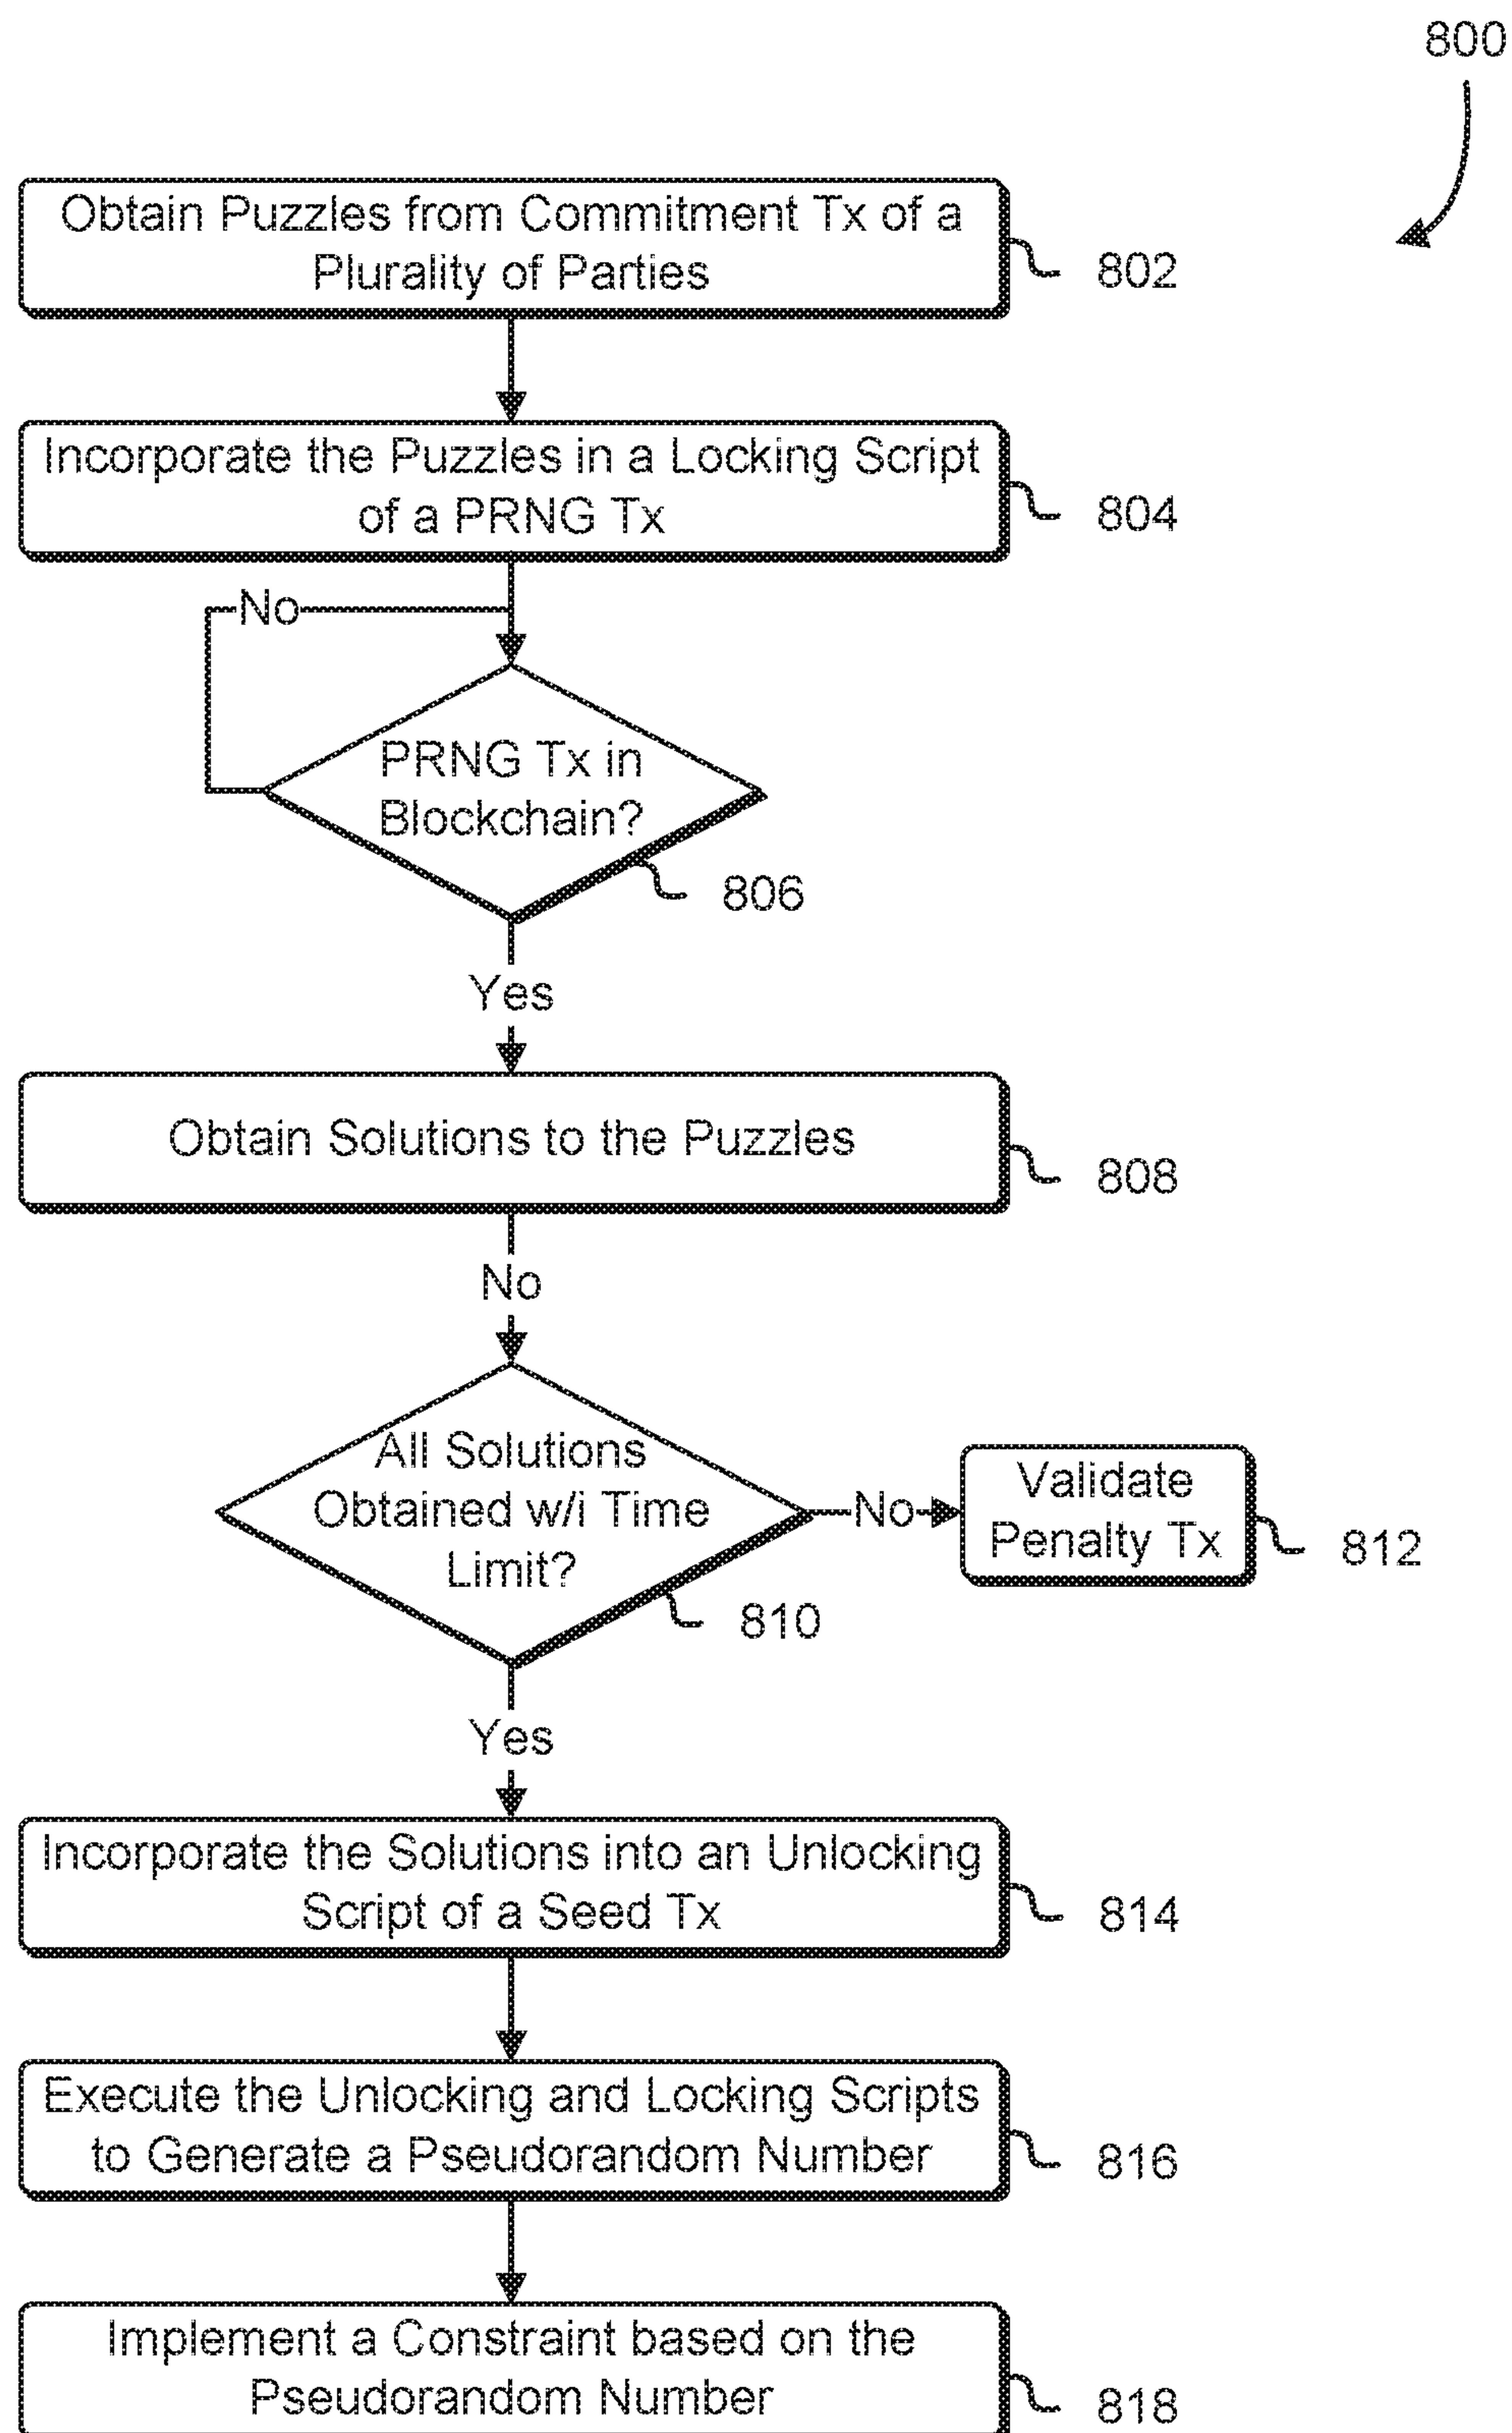 800
Obtain Puzzles from Commitment Tx of a
Plurality of Parties
802
Incorporate the Puzzles in a Locking Script
of a PRNG Tx
804
No
PRNG Tx in
Blockchain?
806
Yes
Obtain Solutions to the Puzzles
808
No
All Solutions
Obtained w/i Time
Limit?
810
No
Validate
Penalty Tx
812
Yes
Incorporate the Solutions into an Unlocking
Script of a Seed Tx
814
Execute the Unlocking and Locking Scripts
to Generate a Pseudorandom Number
816
Implement a Constraint based on the
Pseudorandom Number
818